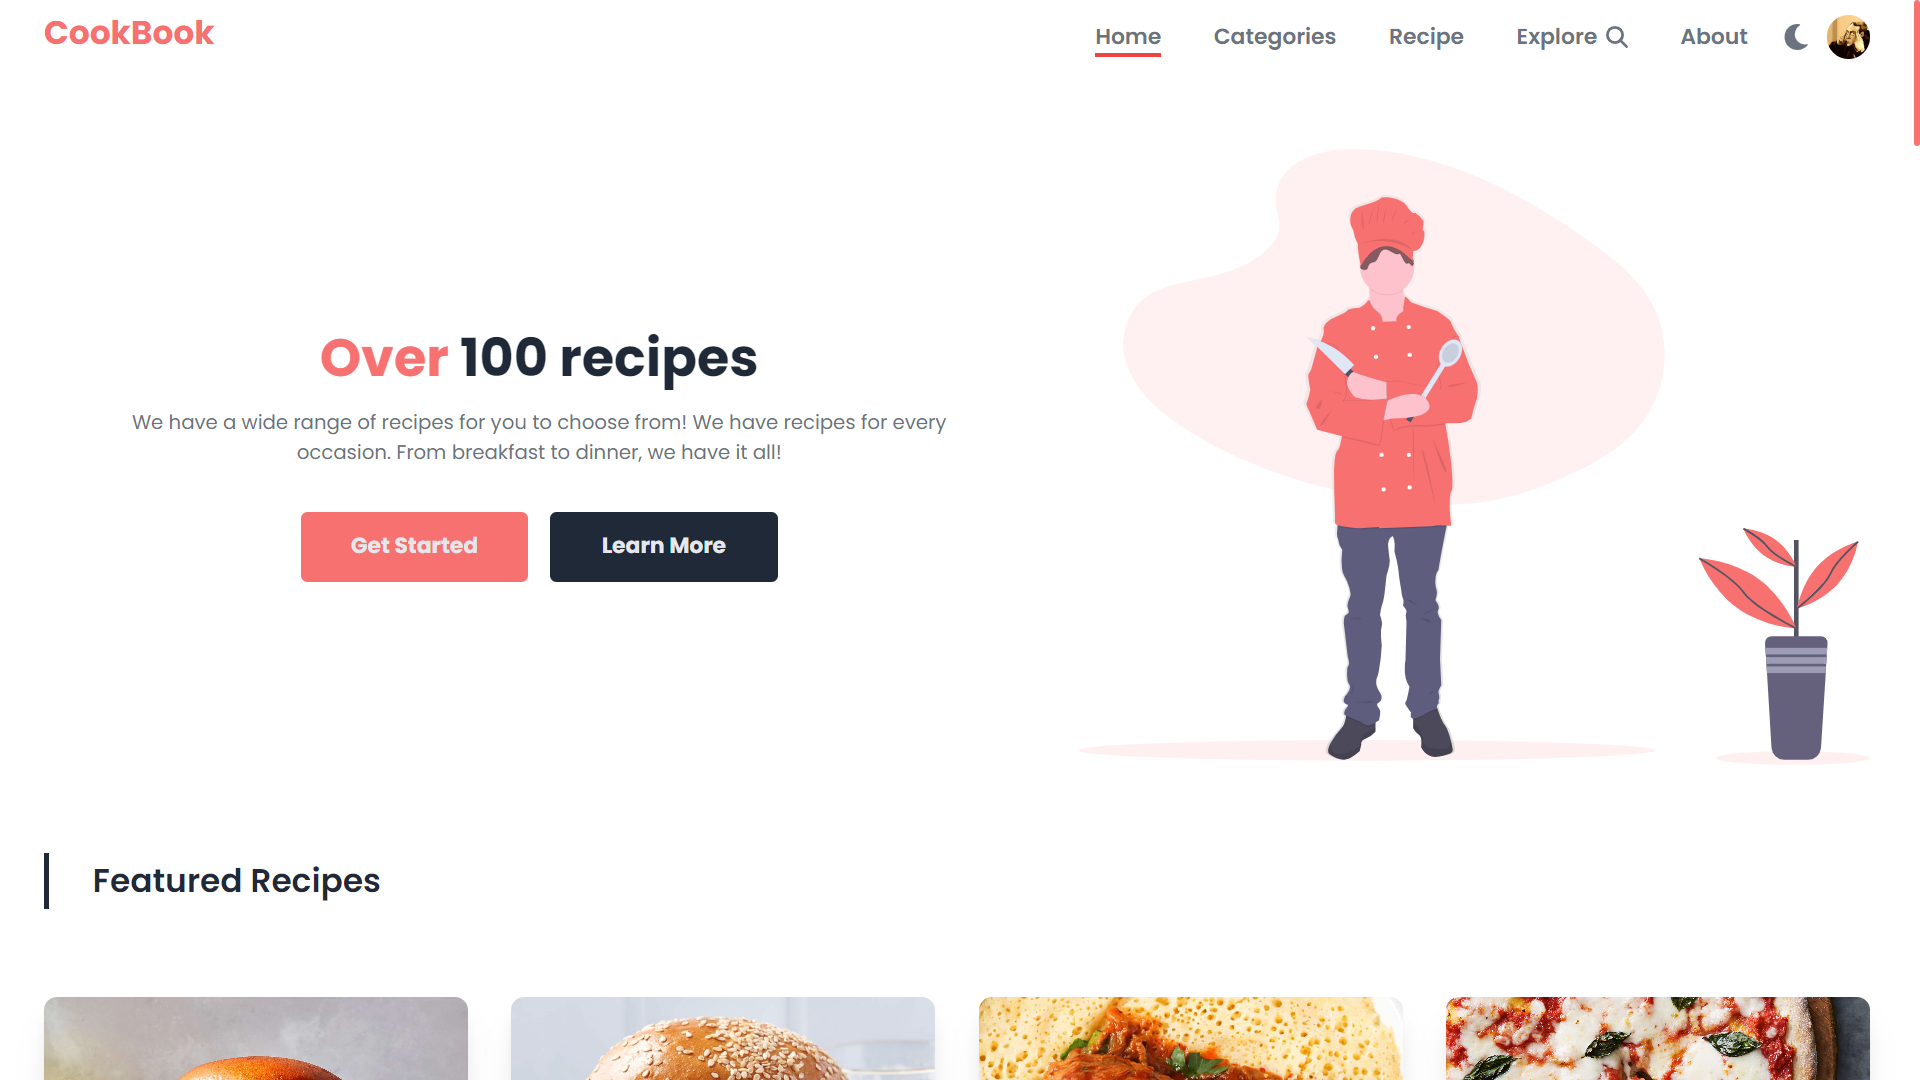 CookBook
Home
Categories
Recipe
Explore
About
Over 100 recipes
We have a wide range of recipes for you to choose from! We have recipes for every
occasion. From breakfast to dinner, we have it all!
Get Started
Learn More
Featured Recipes